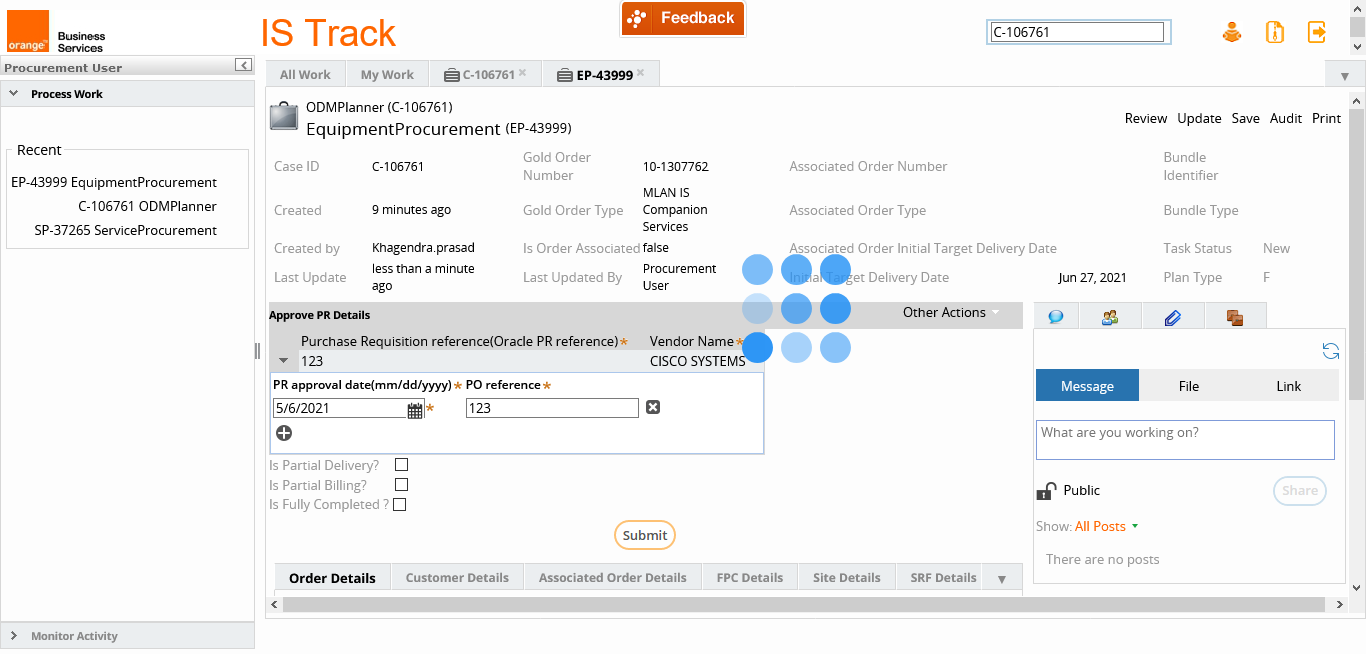 orange™
Business
Services
IS Track
Feedback
C-106761
Procurement User
Process Work
Recent
EP-43999 EquipmentProcurement
C-106761 ODMPlanner
SP-37265 ServiceProcurement
Monitor Activity
All Work
My Work
C-106761
EP-43999
ODMPlanner (C-106761)
EquipmentProcurement (EP-43999)
Review Update Save Audit Print
Case ID C-106761 Gold Order Number 10-1307762 Associated Order Number Bundle Identifier
Created 9 minutes ago Gold Order Type MLAN IS Companion Services Associated Order Type Bundle Type
Created by Khagendra.prasad Is Order Associated false Associated Order Initial Target Delivery Date Task Status New
Last Update less than a minute ago Last Updated By Procurement User Initial Target Delivery Date Jun 27, 2021 Plan Type F
Approve PR Details
Other Actions
Purchase Requisition reference(Oracle PR reference)* Vendor Name*
123 CISCO SYSTEMS
PR approval date(mm/dd/yyyy)* PO reference*
5/6/2021 * 123
Is Partial Delivery?
Is Partial Billing?
Is Fully Completed ?
Submit
Order Details Customer Details Associated Order Details FPC Details Site Details SRF Details
Message File Link
What are you working on?
Public
Share
Show: All Posts
There are no posts